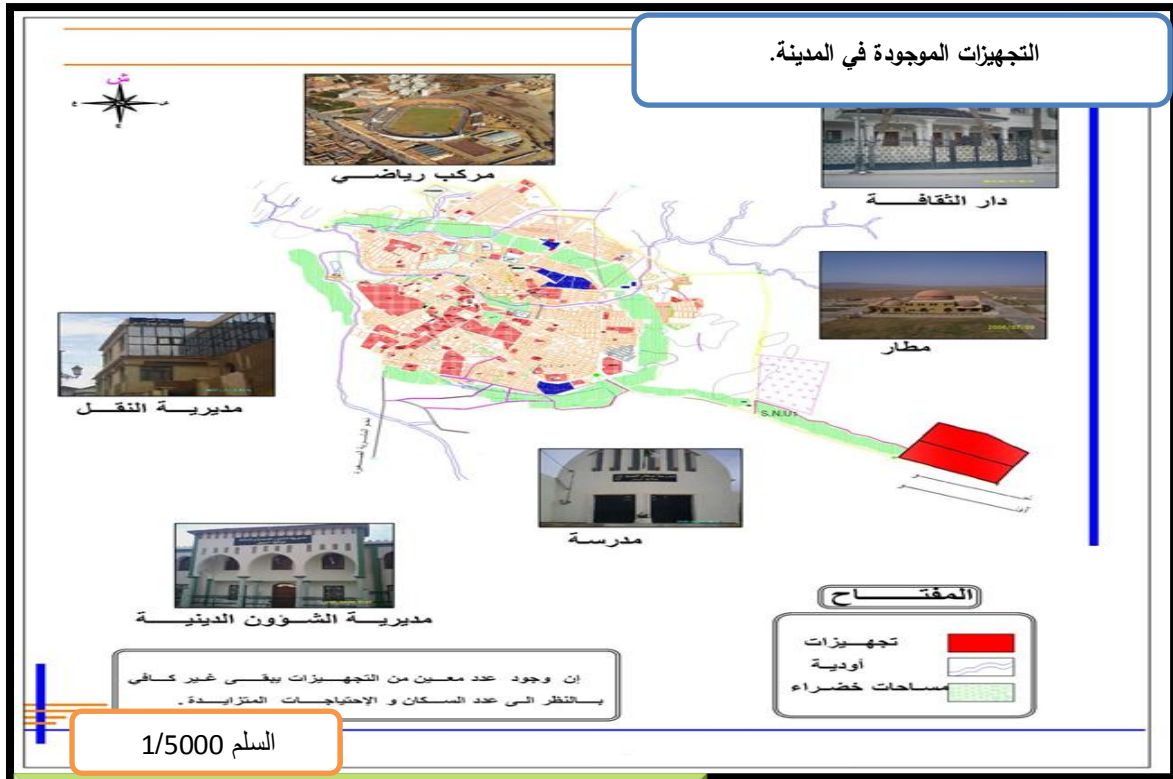 التجهيزات الموجودة في المدينة.
ش
مركب رياضي
دار الثقافة
مطار
مديرية النقل
S.N.U1
مدرسة
مديرية الشؤون الدينية
المفتاح
تجهيزات
أودية
مساحات خضراء
إن وجود عدد معين من التجهيزات يبقى غير كافي
بالنظر الى عدد السكان و الإحتياجات المتزايدة .
السلم 1/5000